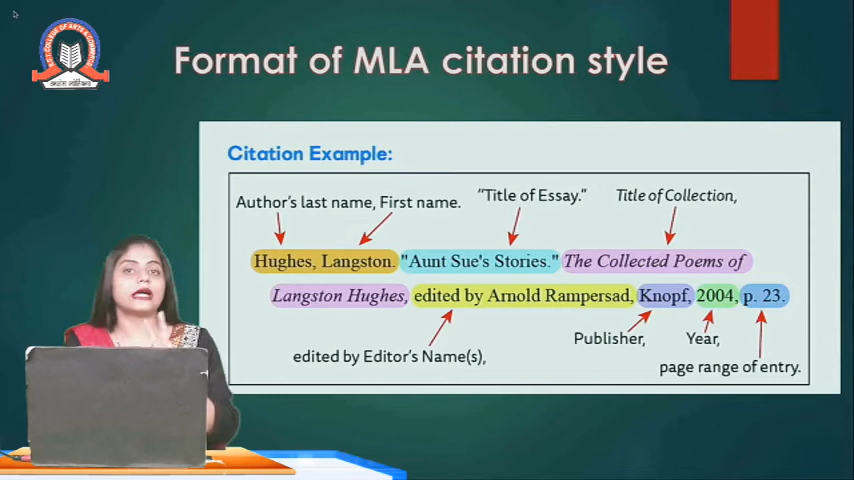 Format of MLA citation style
Citation Example:
Author's last name, First name.
"Title of Essay."
Title of Collection,
Hughes, Langston. "Aunt Sue's Stories." The Collected Poems of
Langston Hughes, edited by Arnold Rampersad, Knopf, 2004, p. 23.
edited by Editor's Name(s),
Publisher,
Year,
page range of entry.